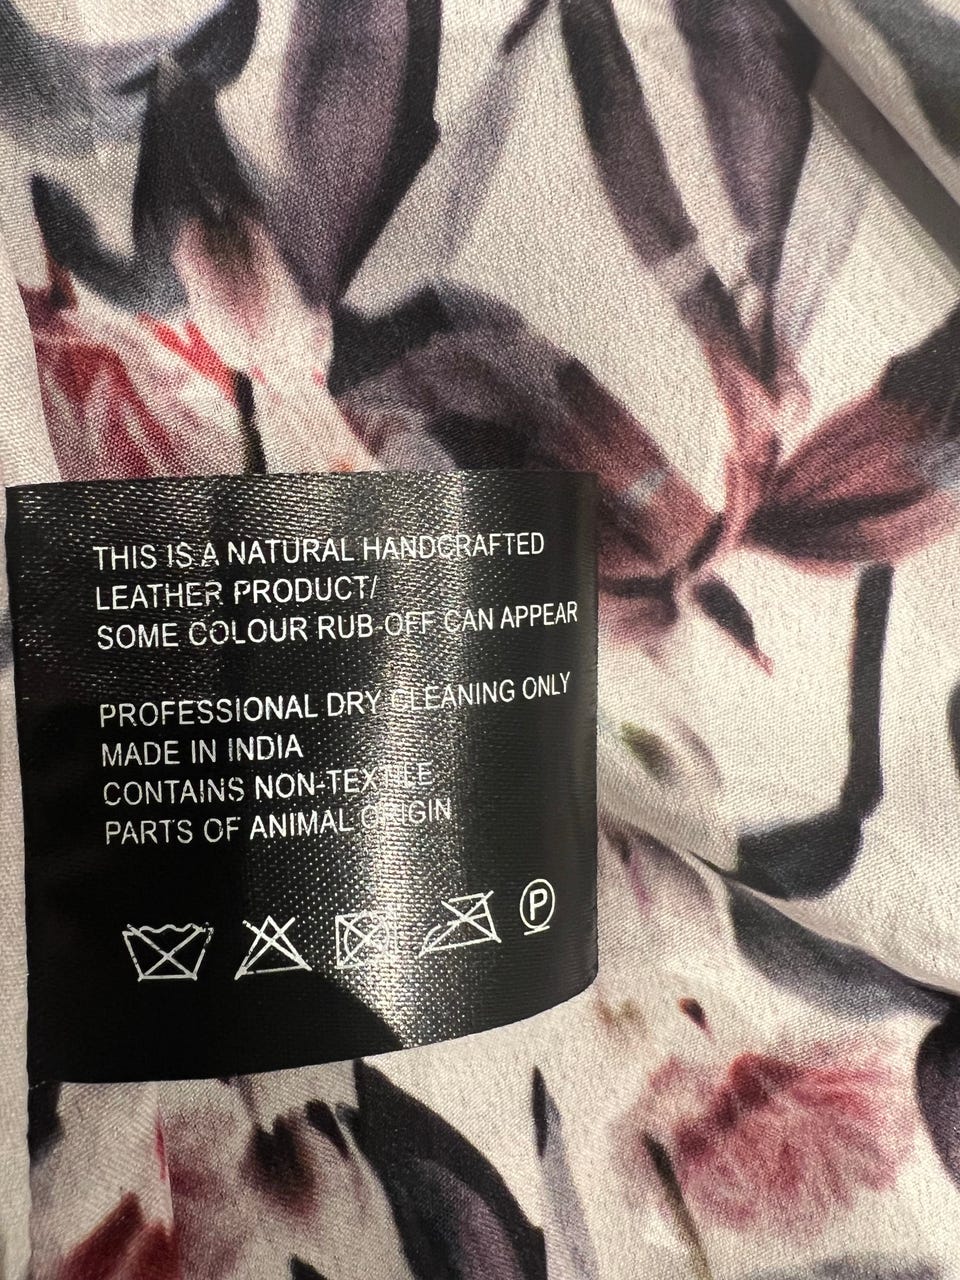 THIS IS A NATURAL HANDCRAFTED
LEATHER PRODUCT/
SOME COLOUR RUB-OFF CAN APPEAR
PROFESSIONAL DRY CLEANING ONLY
MADE IN INDIA
CONTAINS NON-TEXTILE
PARTS OF ANIMAL ORIGIN
P